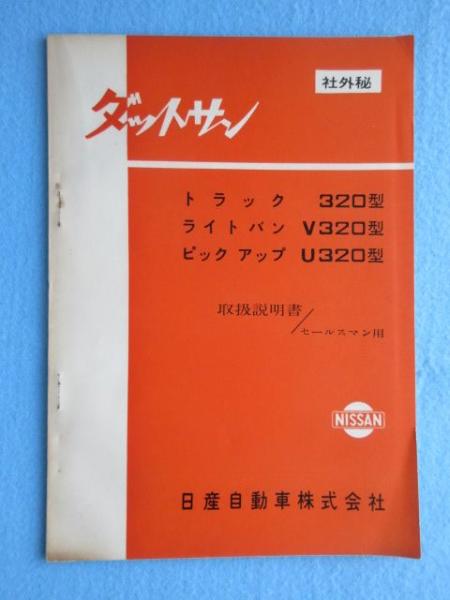 社外秘
ダットサン
トラック 320型
ライトバン V320型
ピックアップ U320型
取扱説明書/セールスマン用
NISSAN
日産自動車株式会社